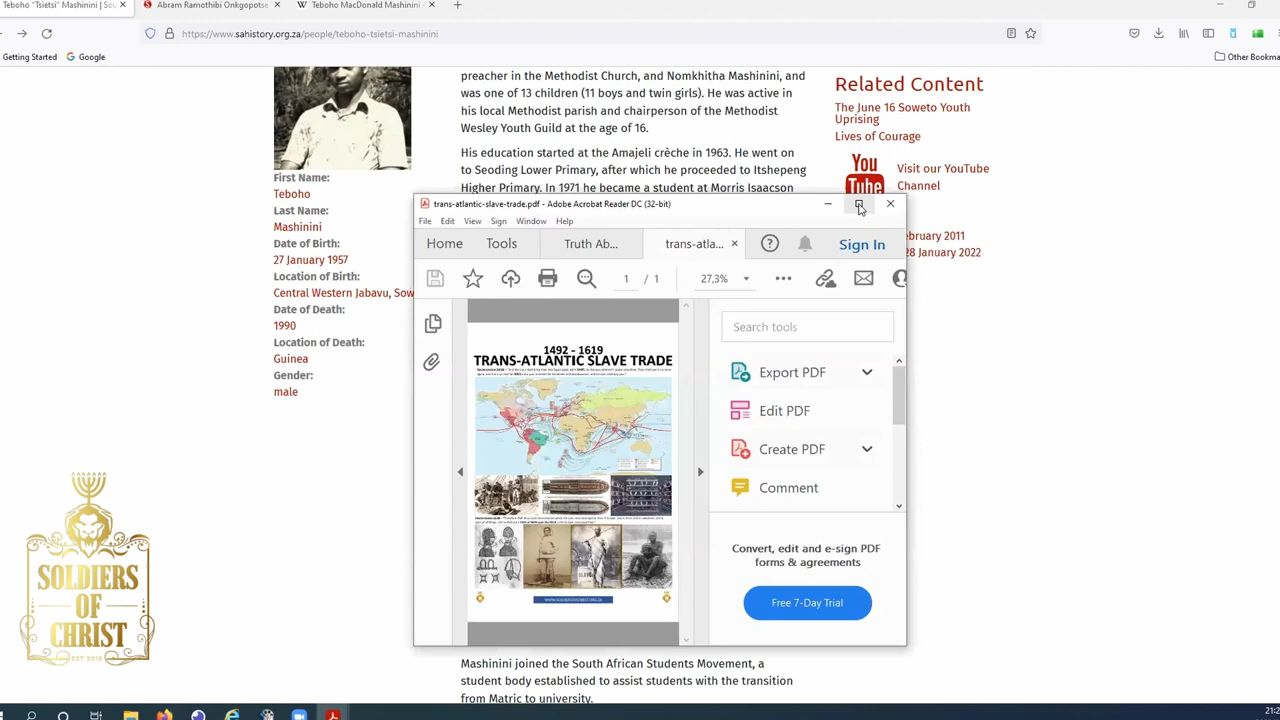 Teboho "Tsietsi" Mashinini | Sou
Abram Ramothibi Onkgopotse
Teboho MacDonald Mashinini -
https://www.sahistory.org.za/people/teboho-tsietsi-mashinini
Getting Started
Google
Other Bookma
preacher in the Methodist Church, and Nomkhitha Mashinini, and
was one of 13 children (11 boys and twin girls). He was active in
his local Methodist parish and chairperson of the Methodist
Wesley Youth Guild at the age of 16.
His education started at the Amajeli crèche in 1963. He went on
to Seoding Lower Primary, after which he proceeded to Itshepeng
Higher Primary. In 1971 he became a student at Morris Isaacson
Related Content
The June 16 Soweto Youth
Uprising
Lives of Courage
You
Tube
Visit our YouTube
Channel
ebruary 2011
28 January 2022
First Name:
Teboho
Last Name:
Mashinini
Date of Birth:
27 January 1957
Location of Birth:
Central Western Jabavu, Sow
Date of Death:
1990
Location of Death:
Guinea
Gender:
male
trans-atlantic-slave-trade.pdf - Adobe Acrobat Reader DC (32-bit)
File Edit View Sign Window Help
Home Tools Truth Ab... trans-atla... Sign In
1 / 1 27,3%
1492 - 1619
TRANS-ATLANTIC SLAVE TRADE
Search tools
Export PDF
Edit PDF
Create PDF
Comment
Convert, edit and e-sign PDF
forms & agreements
Free 7-Day Trial
SOLDIERS
OF
CHRIST
Mashinini joined the South African Students Movement, a
student body established to assist students with the transition
from Matric to university.
21:2